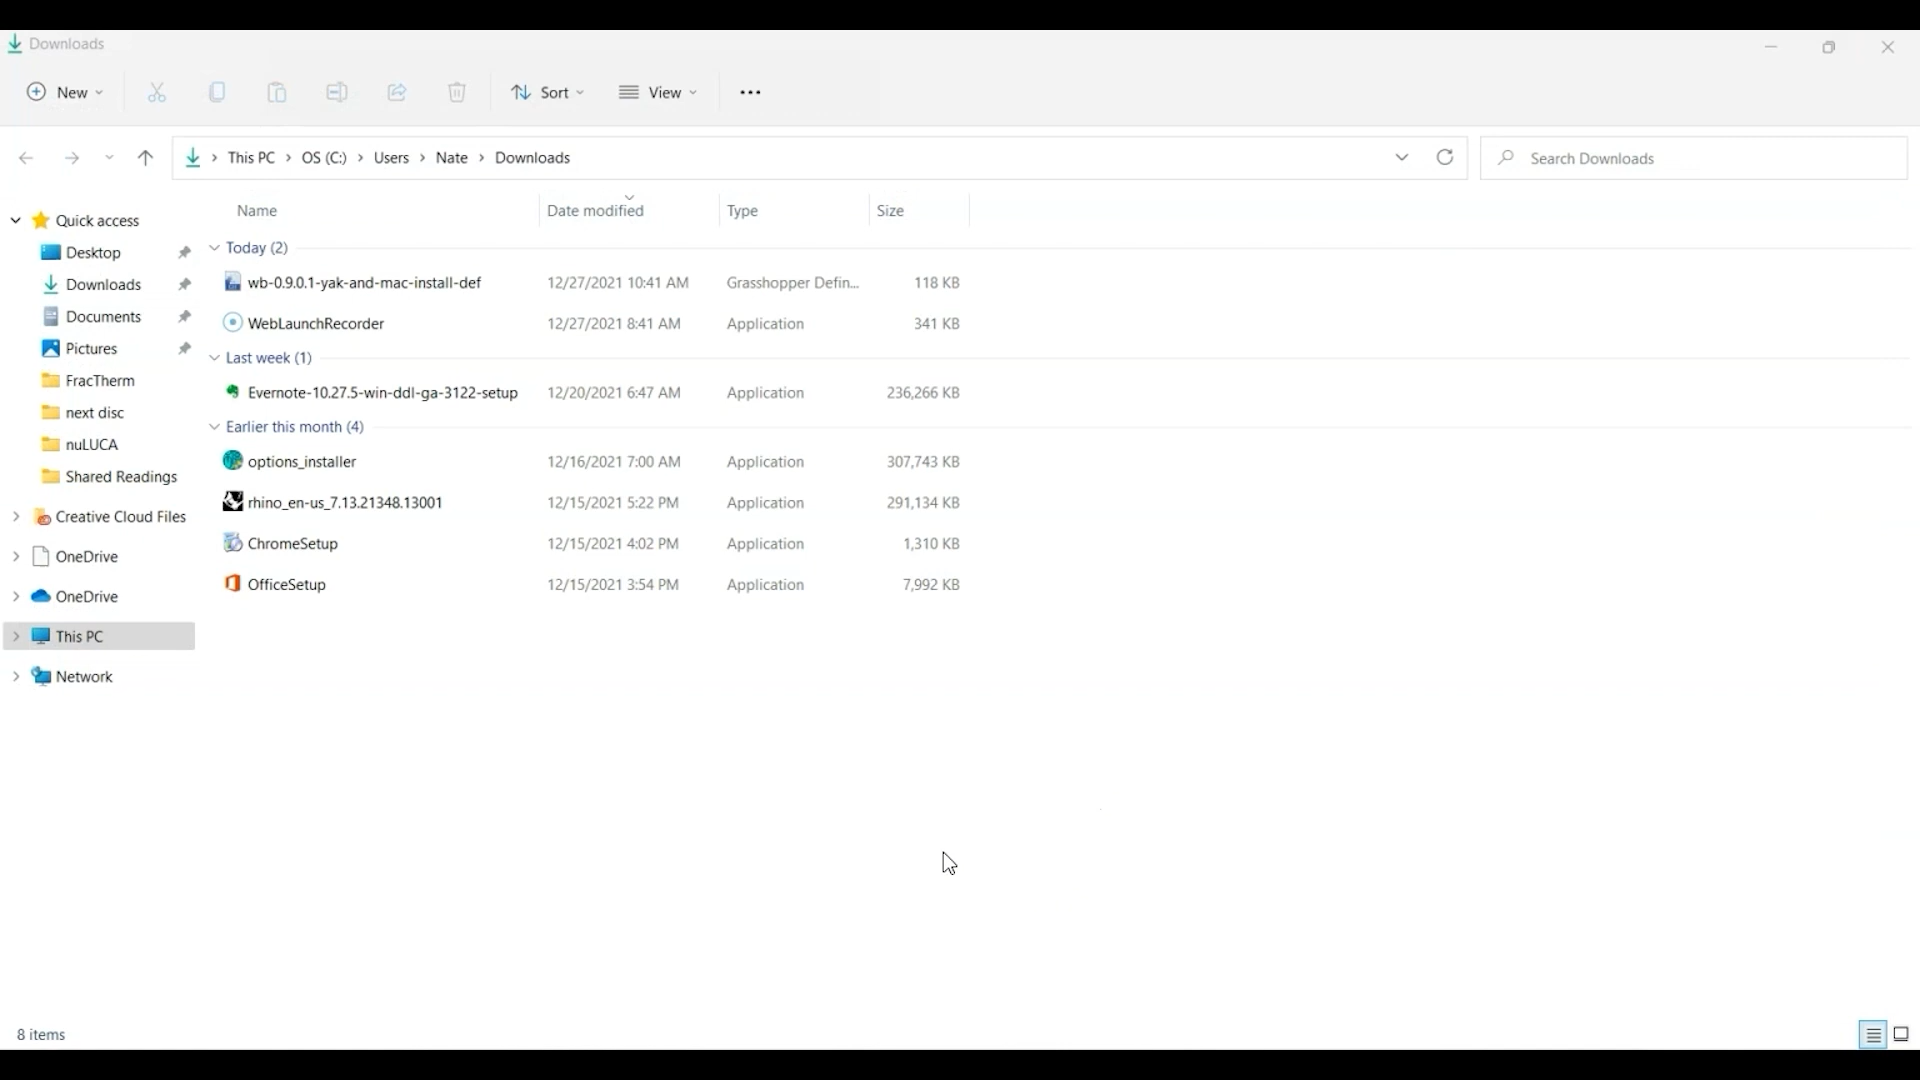 Downloads
New Sort View
This PC > OS (C:) > Users > Nate > Downloads Search Downloads
Name Date modified Type Size
Quick access
Desktop
Downloads
Documents
Pictures
FracTherm
next disc
nuLUCA
Shared Readings
Creative Cloud Files
OneDrive
OneDrive
This PC
Network
Today (2)
wb-0.9.0.1-yak-and-mac-install-def 12/27/2021 10:41 AM Grasshopper Defin... 118 KB
WebLaunchRecorder 12/27/2021 8:41 AM Application 341 KB
Last week (1)
Evernote-10.27.5-win-ddl-ga-3122-setup 12/20/2021 6:47 AM Application 236,266 KB
Earlier this month (4)
options_installer 12/16/2021 7:00 AM Application 307,743 KB
rhino_en-us_7.13.21348.13001 12/15/2021 5:22 PM Application 291,134 KB
ChromeSetup 12/15/2021 4:02 PM Application 1,310 KB
OfficeSetup 12/15/2021 3:54 PM Application 7,992 KB
8 items